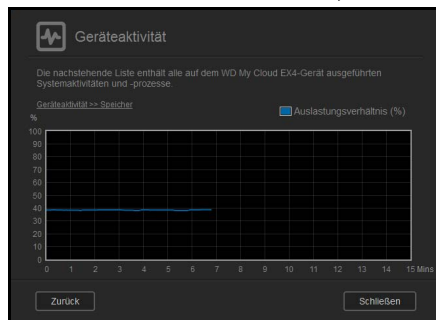 Geräteaktivität
Die nachstehende Liste enthält alle auf dem WD My Cloud EX4-Gerät ausgeführten
Systemaktivitäten und -prozesse.
Geräteaktivität >> Speicher
Auslastungsverhältnis (%)
%
100
90
80
70
60
50
40
30
20
10
0
0 1 2 3 4 5 6 7 8 9 10 11 12 13 14 15 Mins
Zurück
Schließen